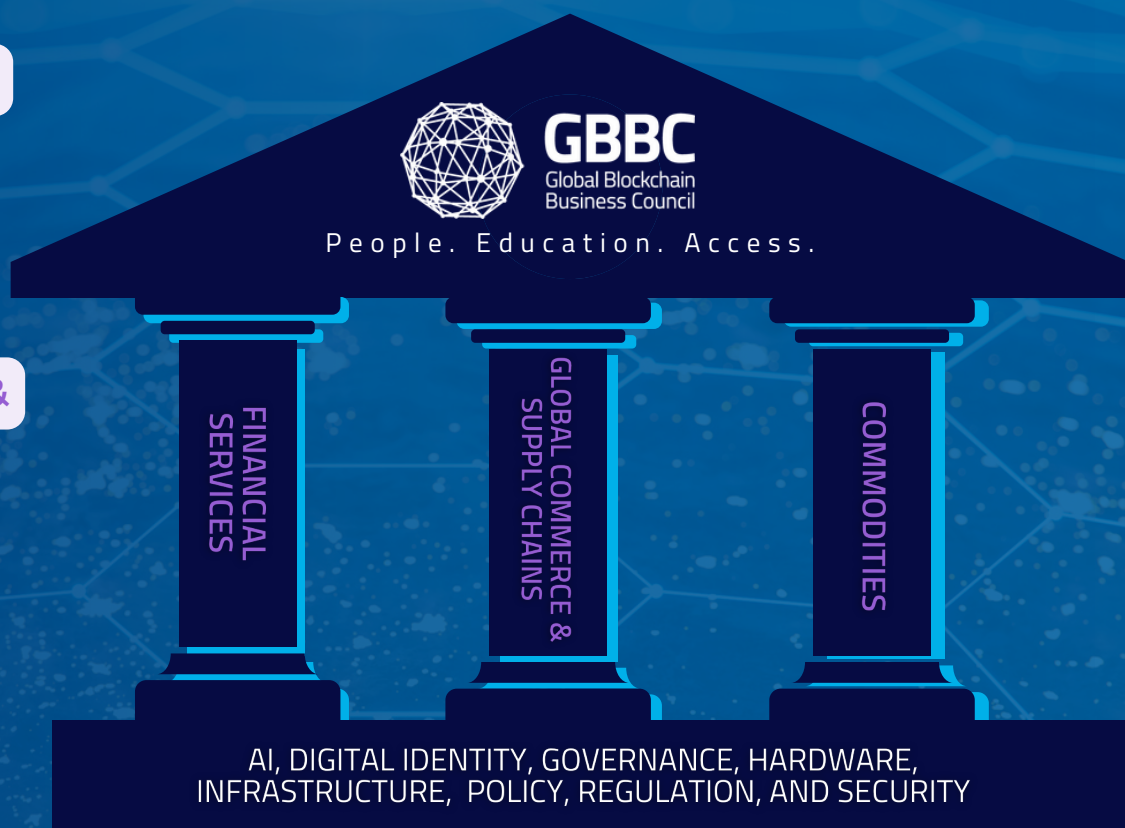 GBBC
Global Blockchain
Business Council
People. Education. Access.
&
FINANCIAL
SERVICES
GLOBAL COMMERCE &
SUPPLY CHAINS
COMMODITIES
AI, DIGITAL IDENTITY, GOVERNANCE, HARDWARE,
INFRASTRUCTURE, POLICY, REGULATION, AND SECURITY